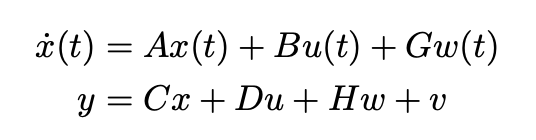 ẋ(t) = Ax(t) + Bu(t) + Gw(t)
y = Cx + Du + Hw + v